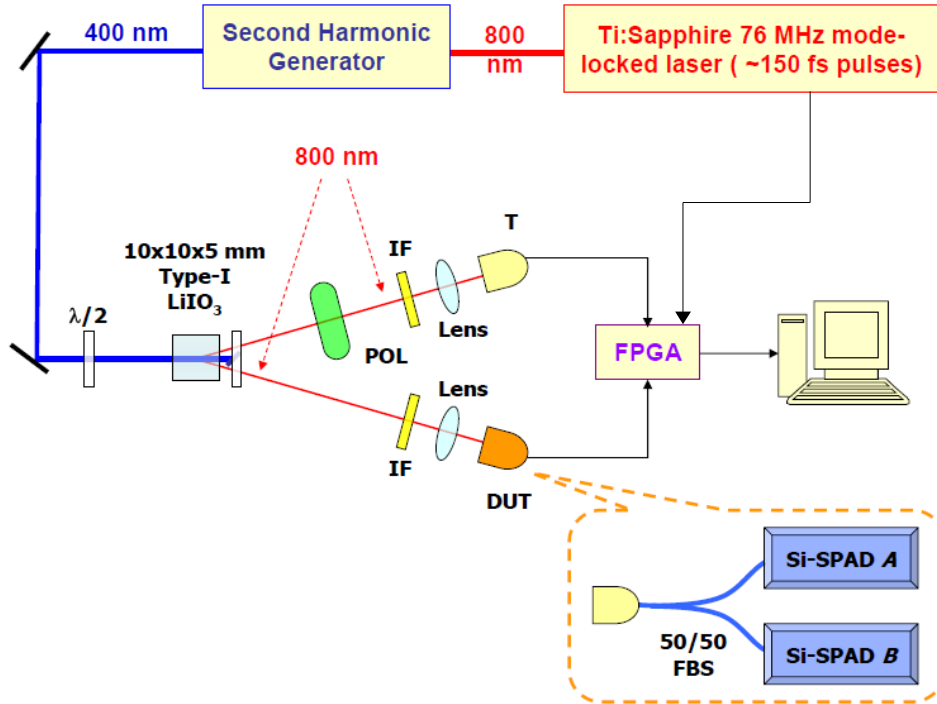 400 nm
Second Harmonic
Generator
800
nm
Ti:Sapphire 76 MHz mode-
locked laser ( ~150 fs pulses)
800 nm
T
IF
10x10x5 mm
Type-I
LiIO₃
Lens
λ/2
POL
FPGA
Lens
IF
DUT
Si-SPAD A
50/50
FBS
Si-SPAD B